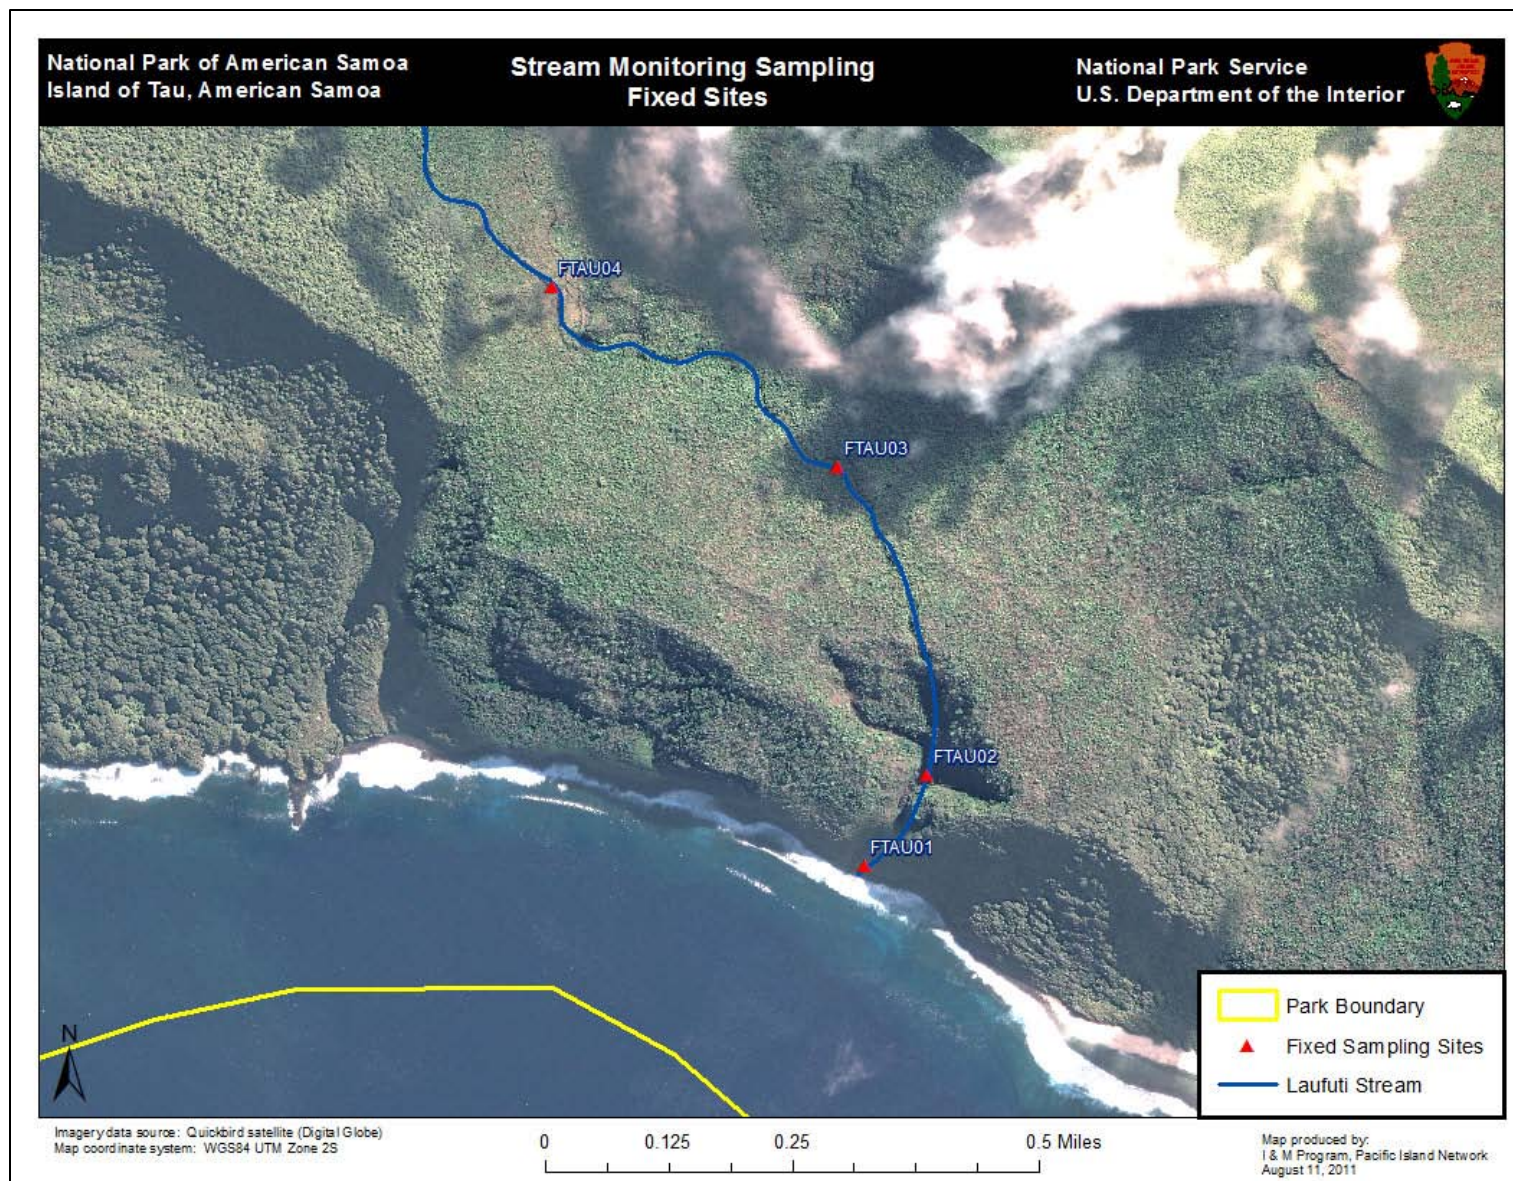 National Park of American Samoa
Island of Tau, American Samoa
Stream Monitoring Sampling
Fixed Sites
National Park Service
U.S. Department of the Interior
FTAU04
FTAU03
FTAU02
FTAU01
N
Park Boundary
Fixed Sampling Sites
Laufuti Stream
Imagery data source: Quickbird satellite (Digital Globe)
Map coordinate system: WGS84 UTM Zone 2S
0 0.125 0.25 0.5 Miles
Map produced by:
I & M Program, Pacific Island Network
August 11, 2011